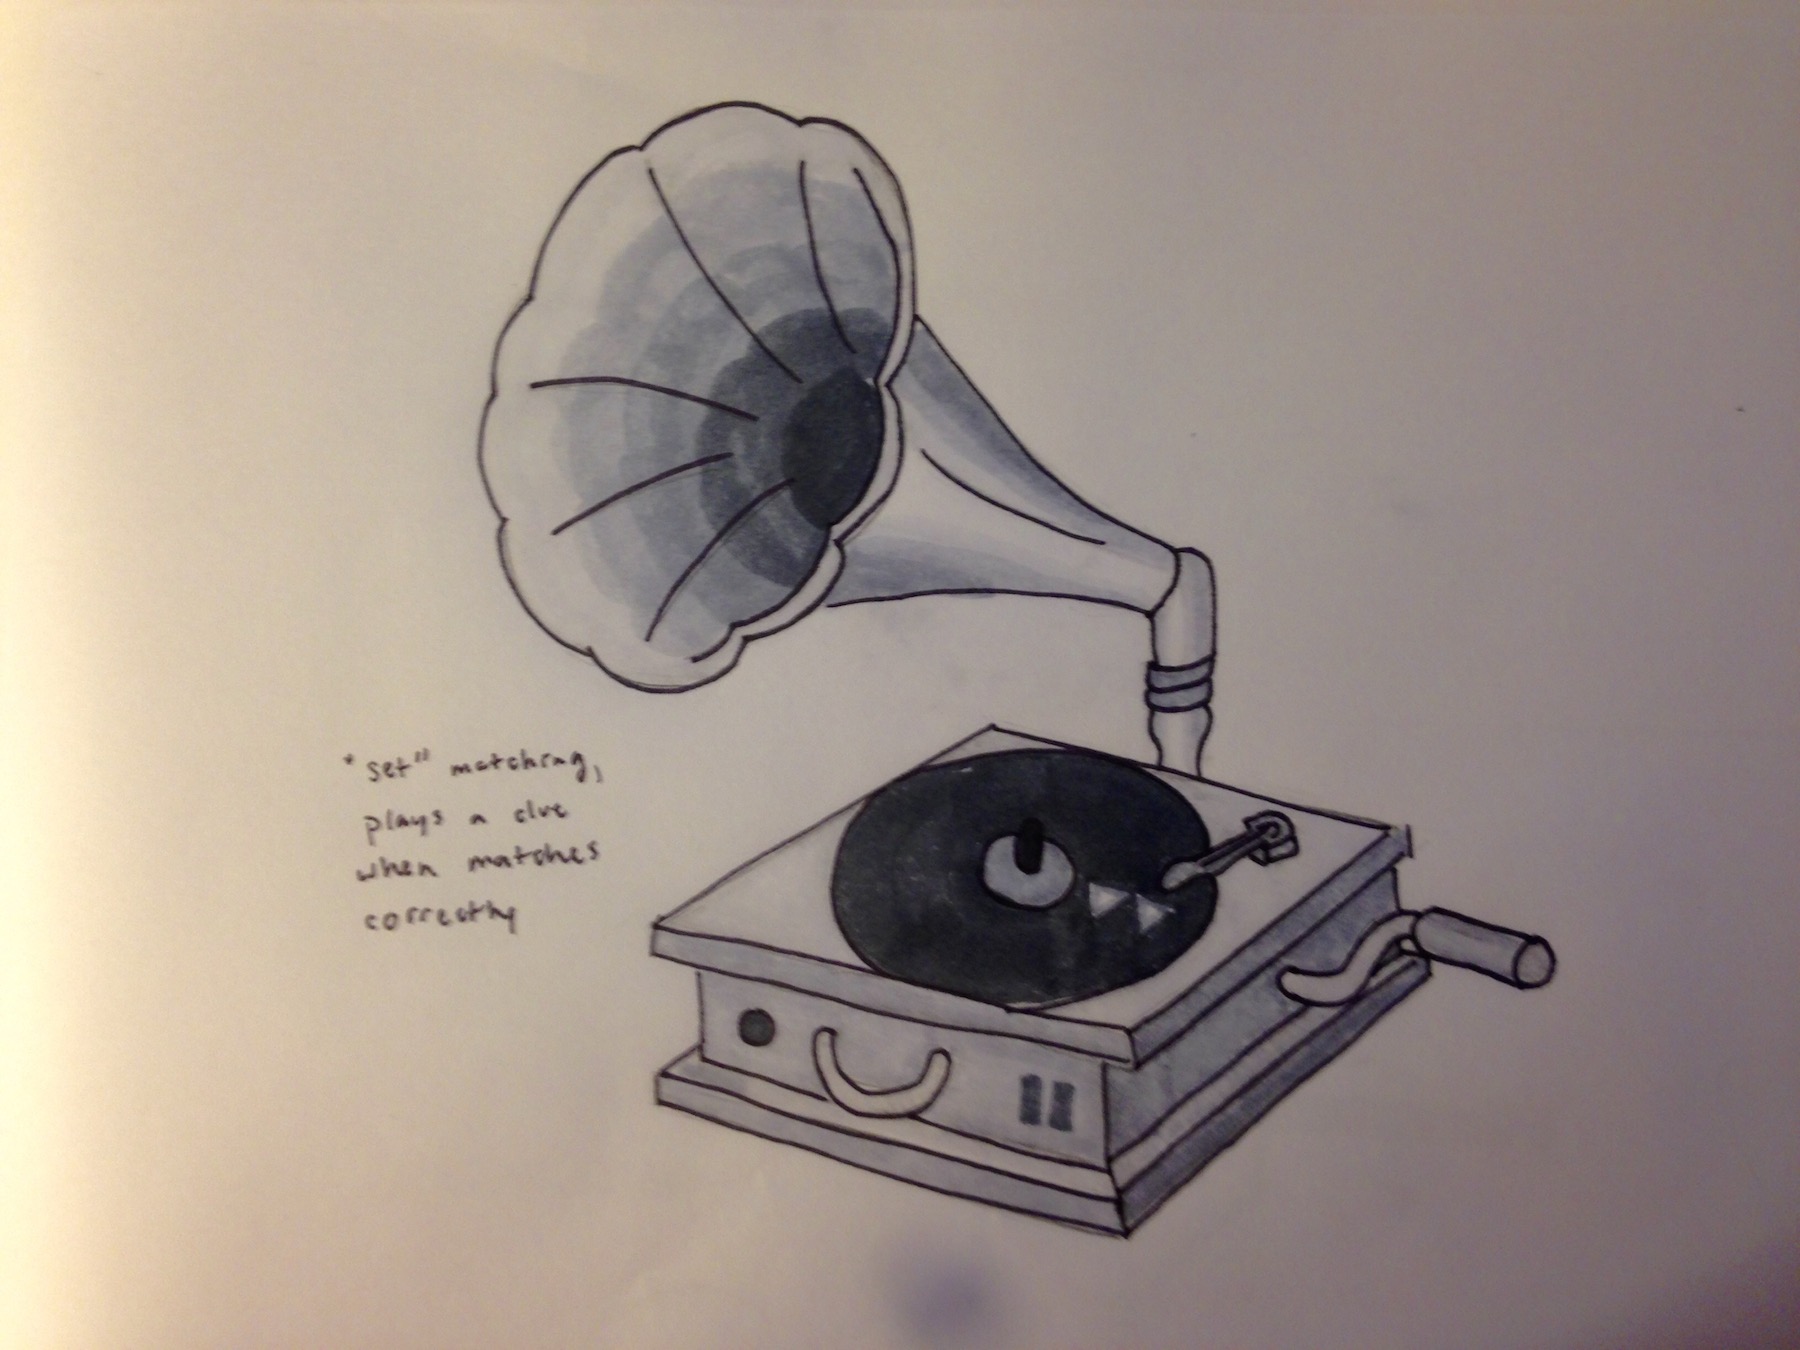 "set" matching,
plays a clue
when matches
correctly